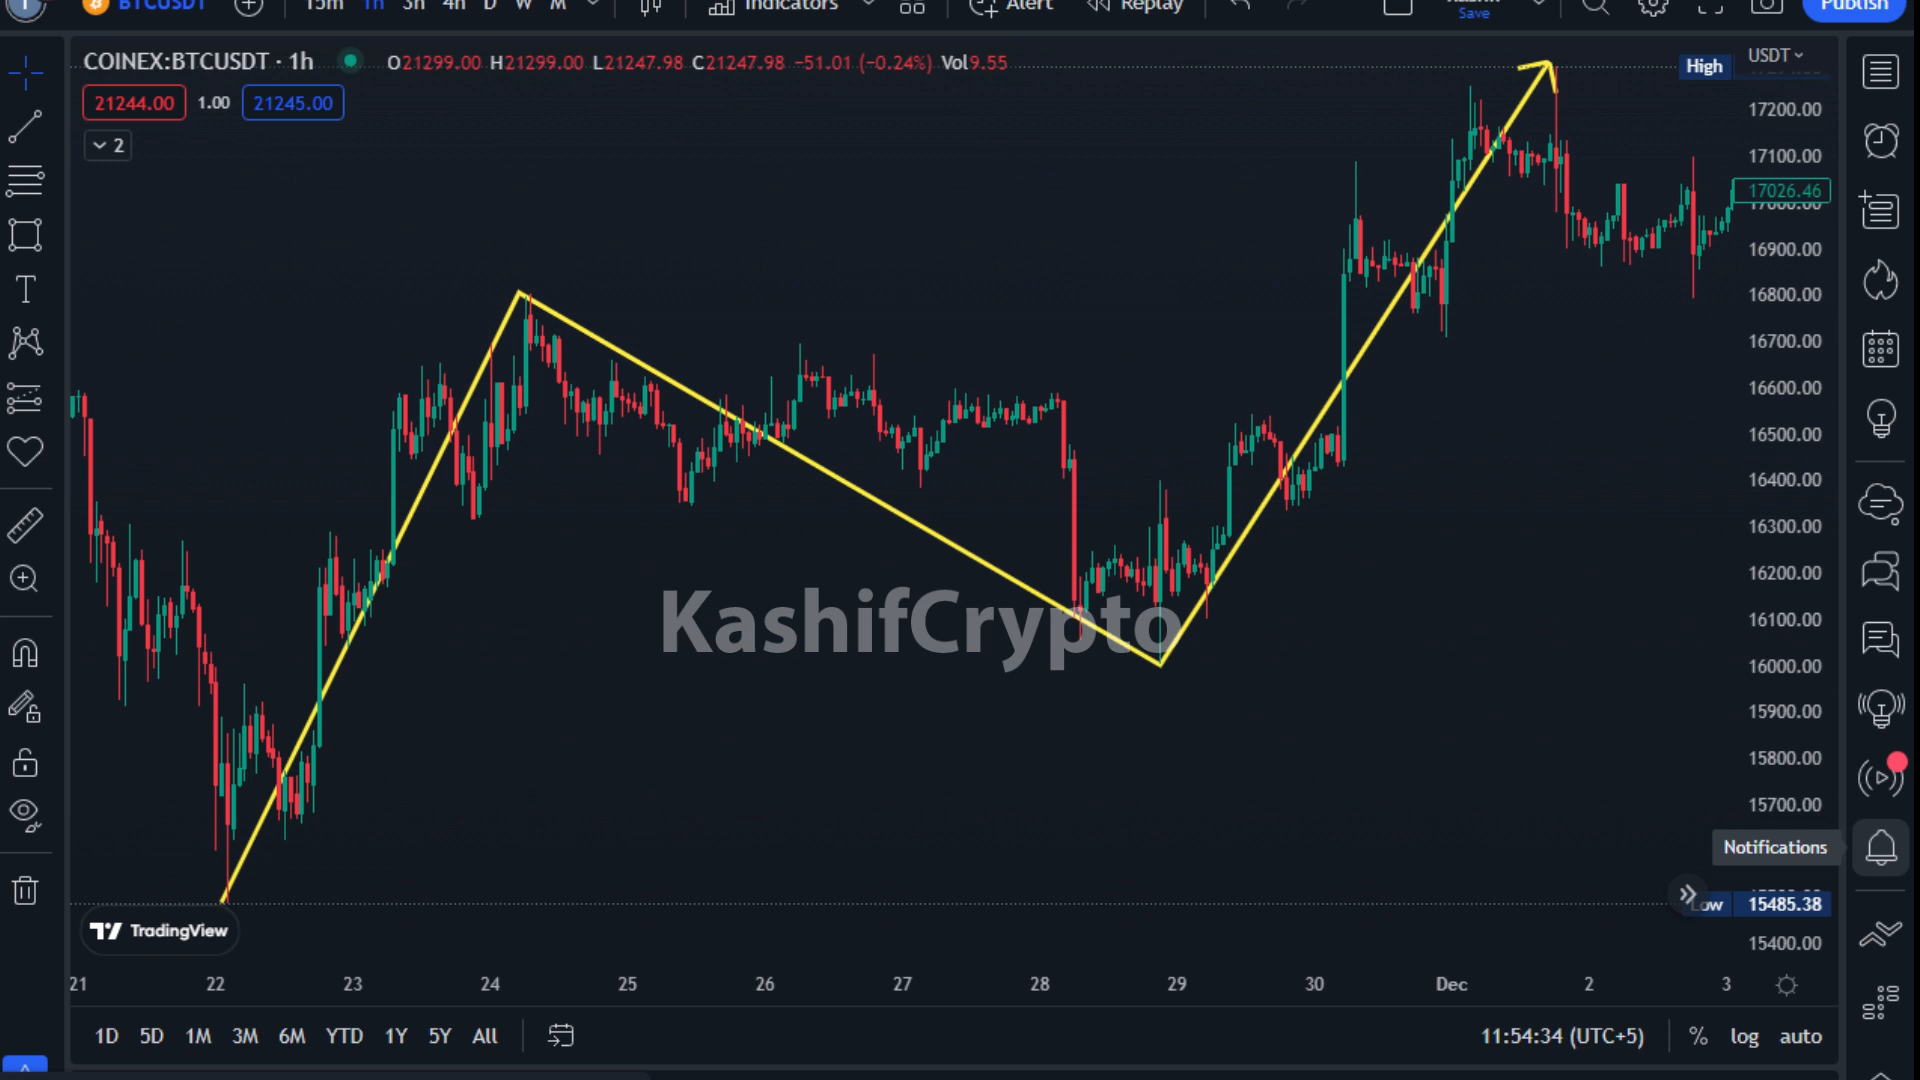 BTCUSDT 15m 1h 3h 4h D W M Indicators Alert Replay Save Publish
COINEX:BTCUSDT · 1h O21299.00 H21299.00 L21247.98 C21247.98 −51.01 (−0.24%) Vol9.55
21244.00 1.00 21245.00
2
High
USDT
17200.00
17100.00
17026.46
17000.00
16900.00
16800.00
16700.00
16600.00
16500.00
16400.00
16300.00
16200.00
16100.00
16000.00
15900.00
15800.00
15700.00
Notifications
Low 15485.38
15400.00
KashifCrypto
TradingView
21 22 23 24 25 26 27 28 29 30 Dec 2 3
1D 5D 1M 3M 6M YTD 1Y 5Y All 11:54:34 (UTC+5) % log auto